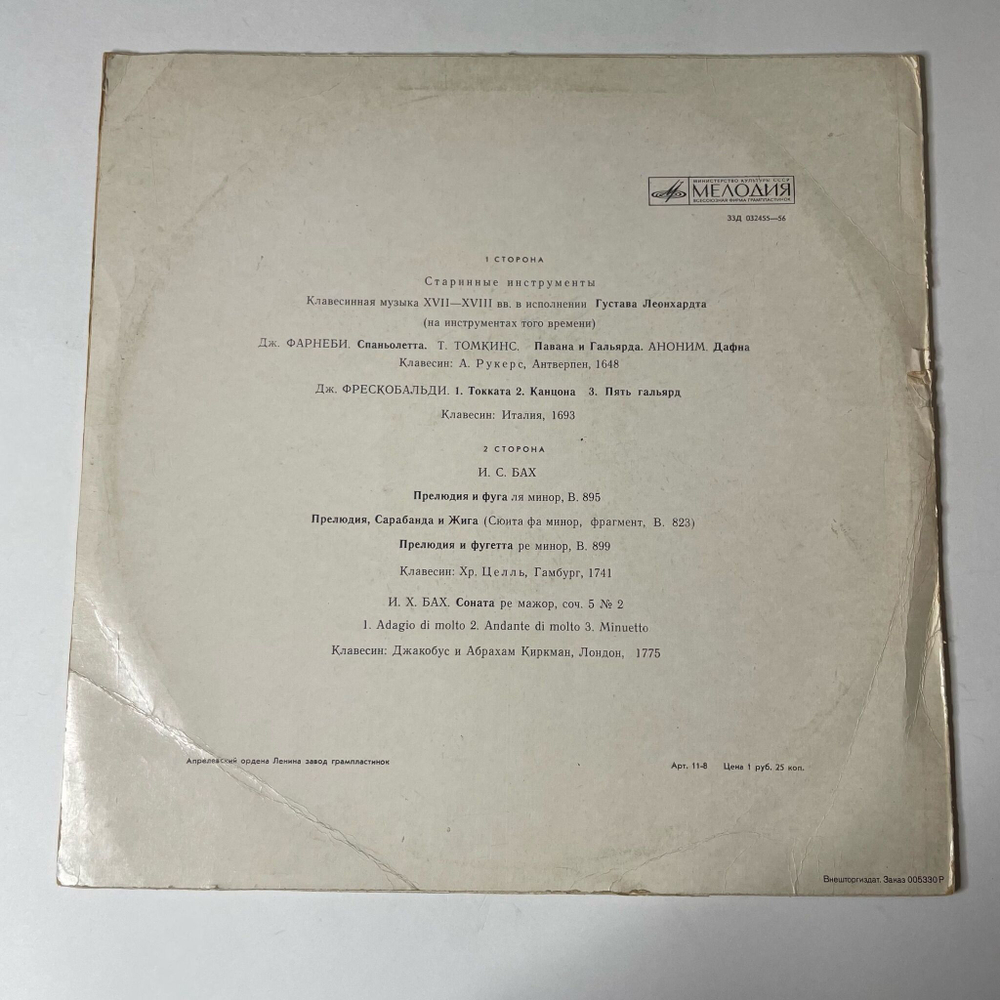 МИНИСТЕРСТВО КУЛЬТУРЫ СССР
МЕЛОДИЯ
ВСЕСОЮЗНАЯ ФИРМА ГРАМПЛАСТИНОК
33Д 032455—56
1 СТОРОНА
Старинные инструменты
Клавесинная музыка XVII—XVIII вв. в исполнении Густава Леонхардта
(на инструментах того времени)
Дж. ФАРНЕБИ. Спаньолетта. Т. ТОМКИНС. Павана и Гальярда. АНОНИМ. Дафна
Клавесин: А. Рукерс, Антверпен, 1648
Дж. ФРЕСКОБАЛЬДИ. 1. Токката 2. Канцона 3. Пять гальярд
Клавесин: Италия, 1693
2 СТОРОНА
И. С. БАХ
Прелюдия и фуга ля минор, В. 895
Прелюдия, Сарабанда и Жига (Сюита фа минор, фрагмент, В. 823)
Прелюдия и фугетта ре минор, В. 899
Клавесин: Хр. Целль, Гамбург, 1741
И. Х. БАХ. Соната ре мажор, соч. 5 № 2
1. Adagio di molto 2. Andante di molto 3. Minuetto
Клавесин: Джакобус и Абрахам Киркман, Лондон, 1775
Апрелевский ордена Ленина завод грампластинок
Арт. 11-8 Цена 1 руб. 25 коп.
Внешторгиздат. Заказ 005330Р